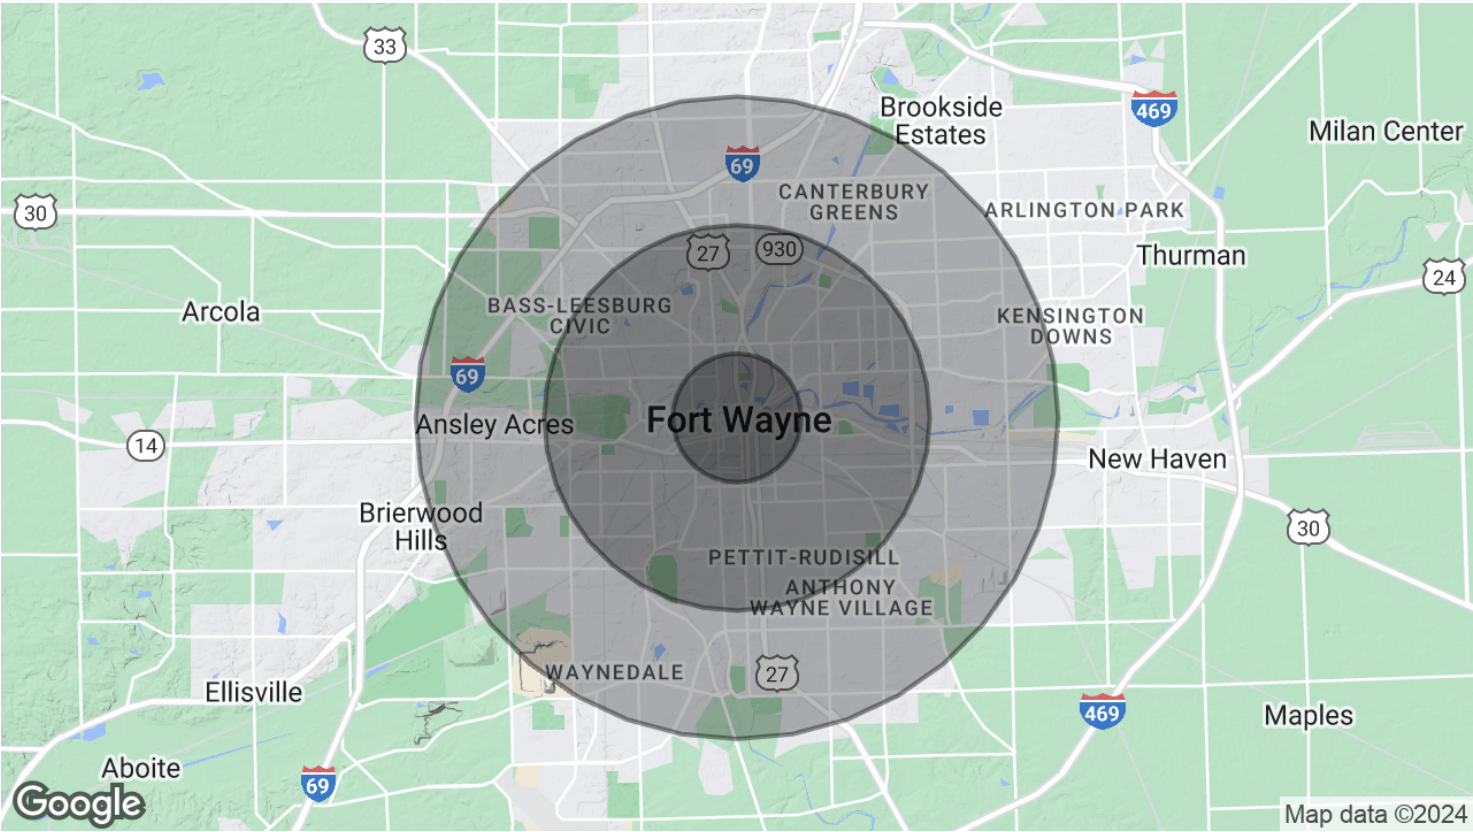 33
Brookside
Estates
469
Milan Center
69
CANTERBURY
GREENS
30
ARLINGTON PARK
27
930
Thurman
24
BASS-LEESBURG
CIVIC
Arcola
KENSINGTON
DOWNS
69
Ansley Acres
Fort Wayne
14
New Haven
Brierwood
Hills
30
PETTIT-RUDISILL
ANTHONY
WAYNE VILLAGE
WAYNEDALE
27
Ellisville
469
Maples
Aboite
69
Google
Map data ©2024